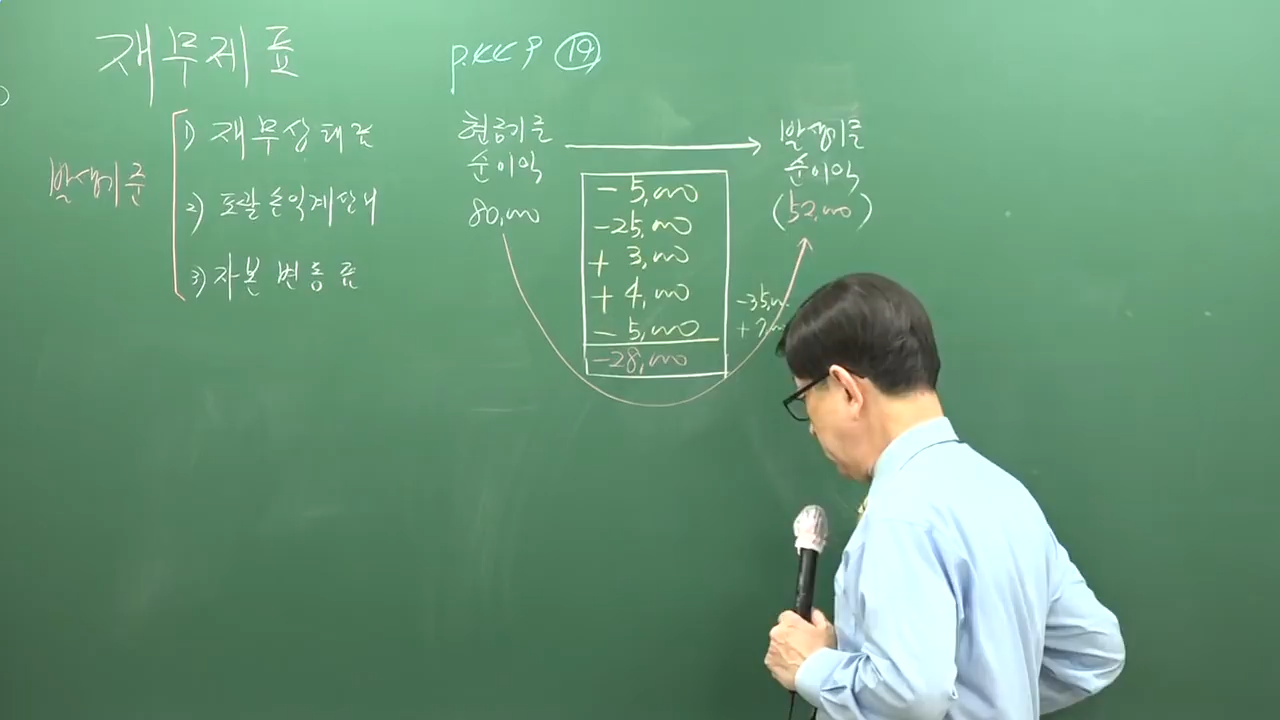 재무제표
발생기준
1) 재무상태표
2) 포괄손익계산서
3) 자본변동표
⑲
현금기준
순이익
80,000
발생기준
순이익
(52,000)
- 5,000
-25,000
+ 3,000
+ 4,000
- 5,000
-28,000